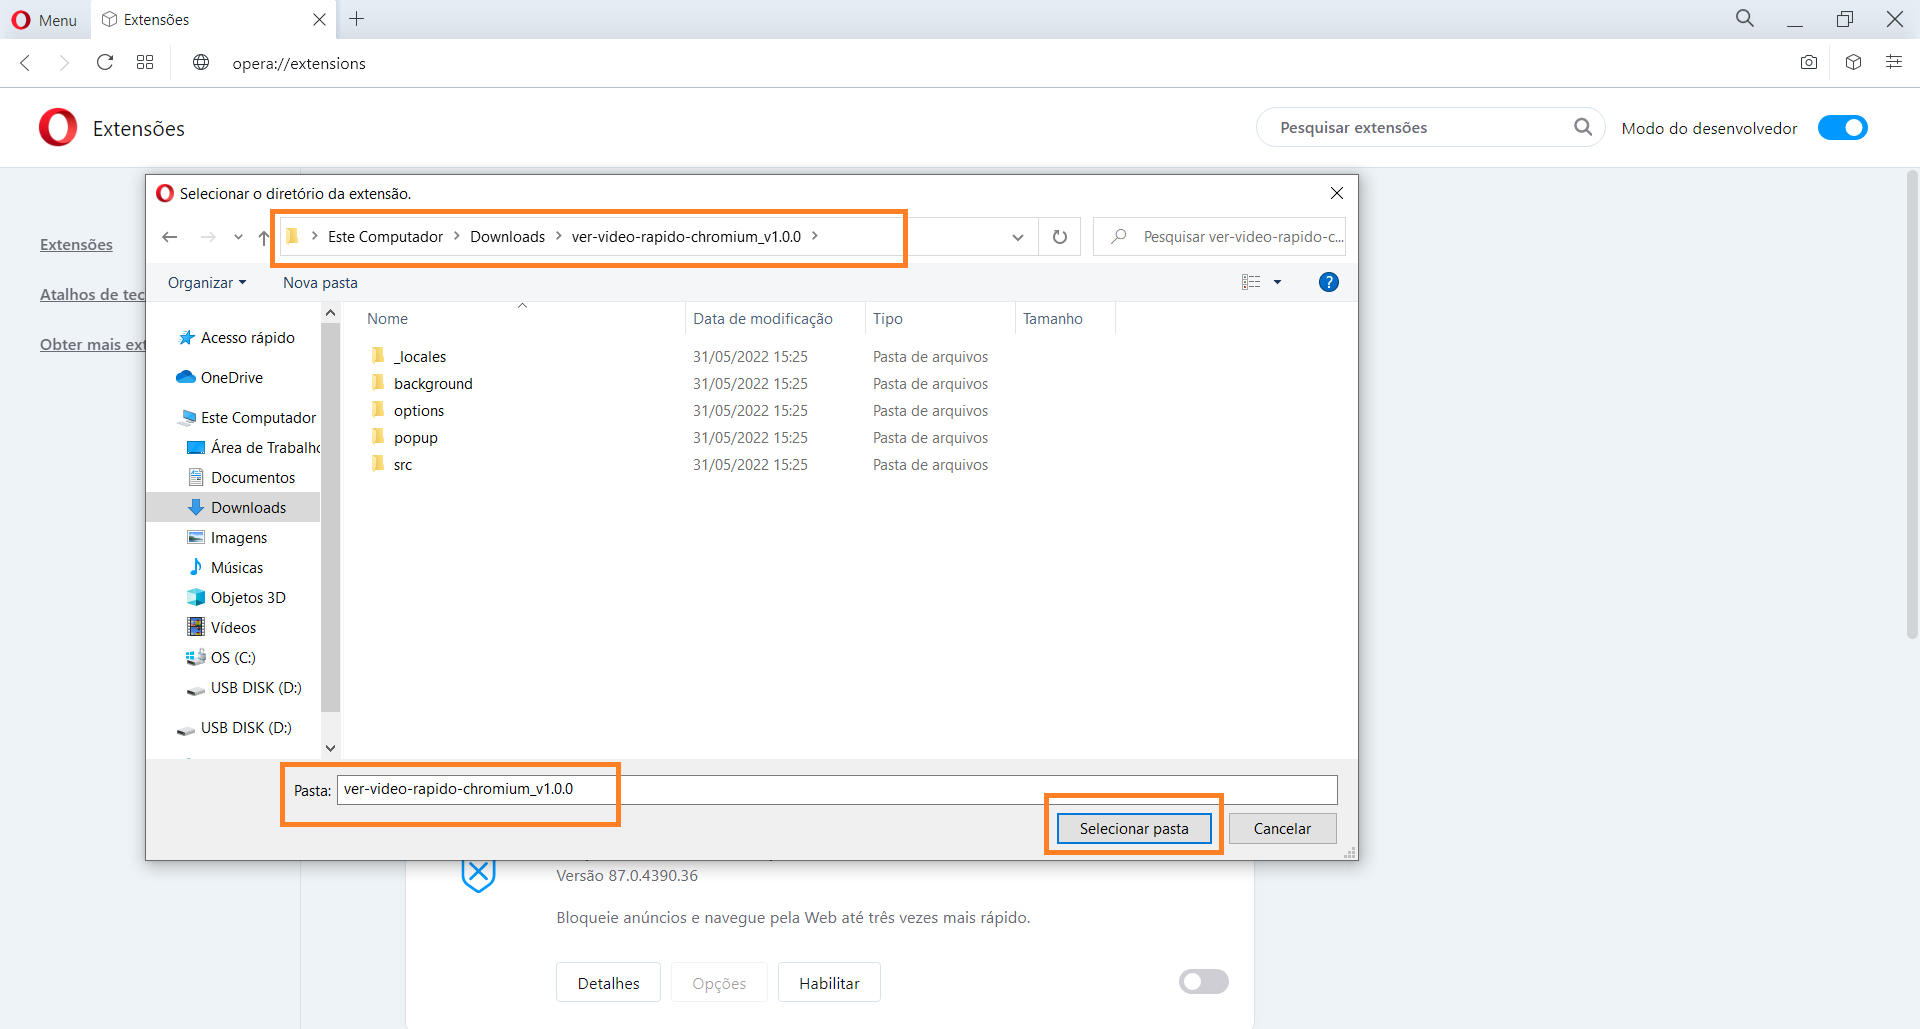 Menu
Extensões
opera://extensions
Extensões
Pesquisar extensões
Modo do desenvolvedor
Extensões
Atalhos de tec
Obter mais ext
Selecionar o diretório da extensão.
Este Computador
Downloads
ver-video-rapido-chromium_v1.0.0
Pesquisar ver-video-rapido-c...
Organizar
Nova pasta
?
Acesso rápido
OneDrive
Este Computador
Área de Trabalho
Documentos
Downloads
Imagens
Músicas
Objetos 3D
Vídeos
OS (C:)
USB DISK (D:)
USB DISK (D:)
Nome Data de modificação Tipo Tamanho
_locales 31/05/2022 15:25 Pasta de arquivos
background 31/05/2022 15:25 Pasta de arquivos
options 31/05/2022 15:25 Pasta de arquivos
popup 31/05/2022 15:25 Pasta de arquivos
src 31/05/2022 15:25 Pasta de arquivos
Pasta: ver-video-rapido-chromium_v1.0.0
Selecionar pasta
Cancelar
Versão 87.0.4390.36
Bloqueie anúncios e navegue pela Web até três vezes mais rápido.
Detalhes
Opções
Habilitar